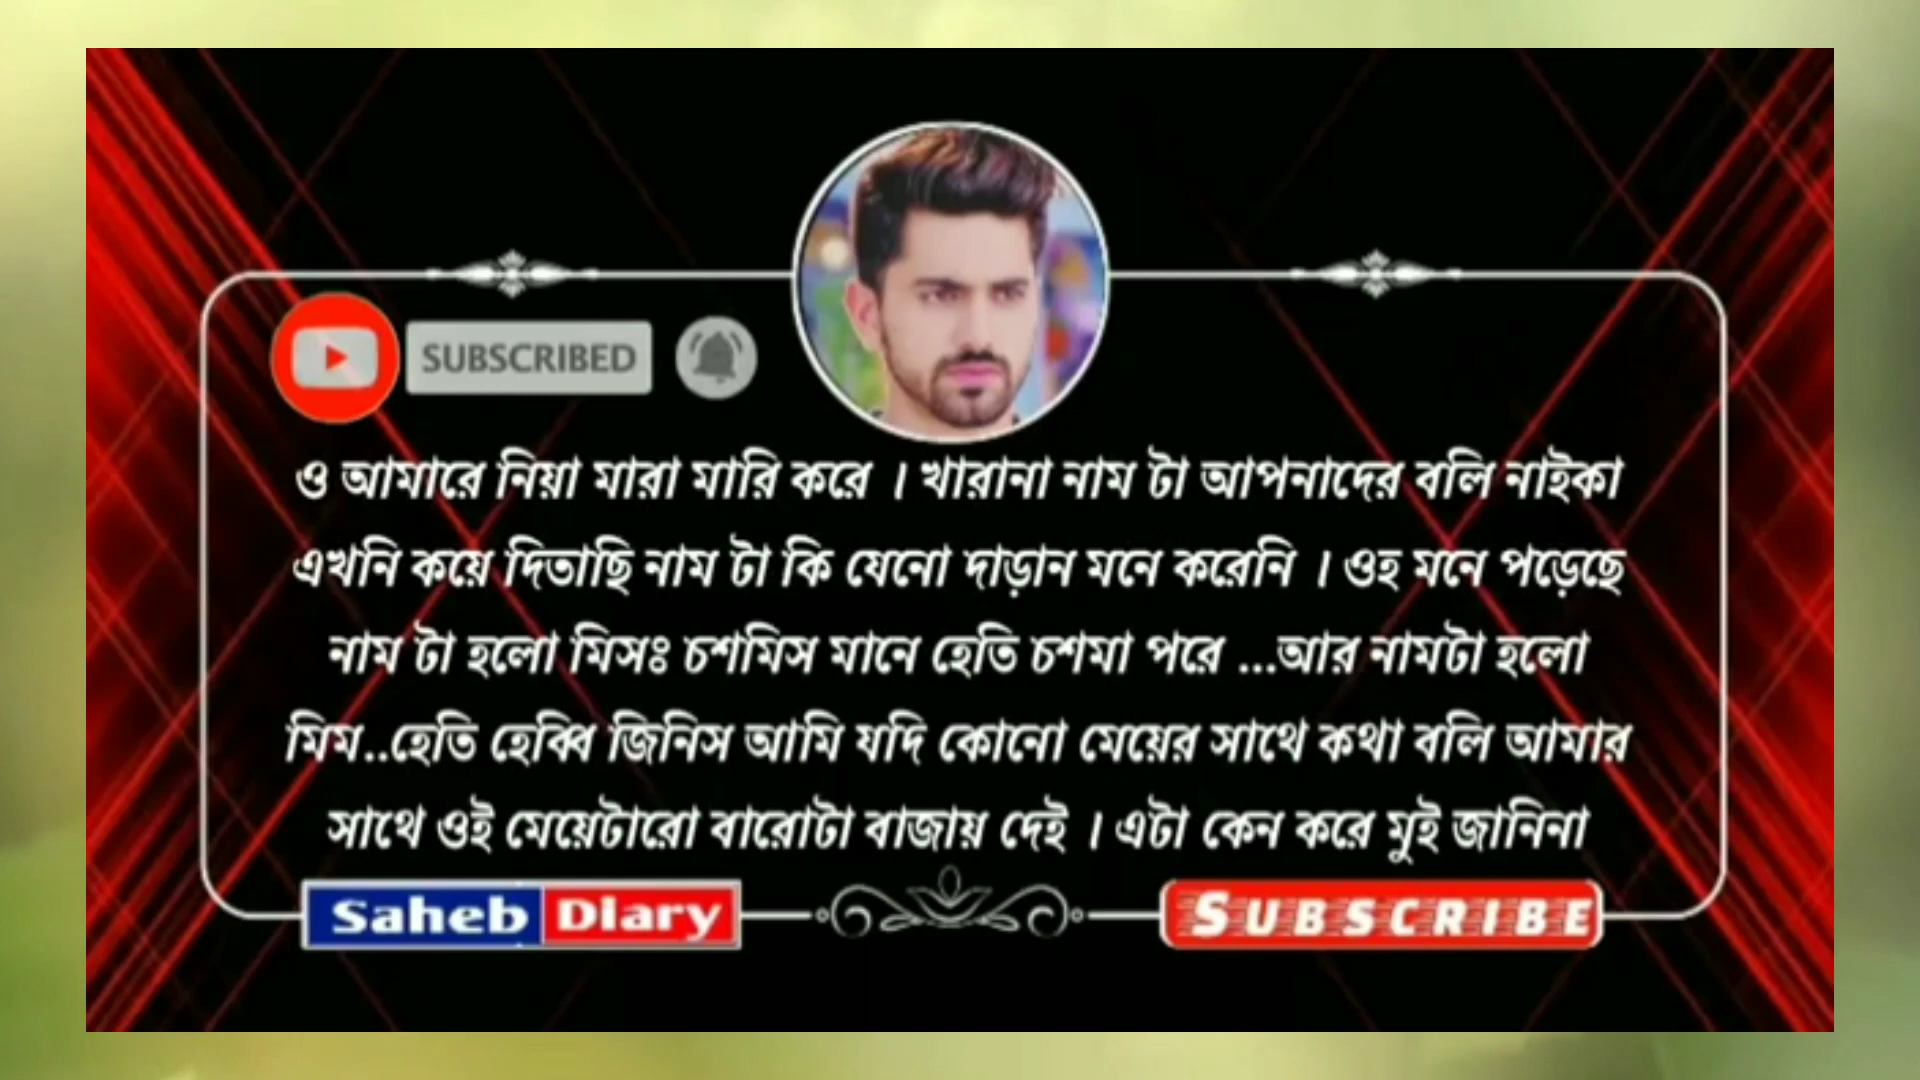 SUBSCRIBED
ও আমারে নিয়া মারা মারি করে । খারানা নাম টা আপনাদের বলি নাইকা
এখনি কয়ে দিতাছি নাম টা কি যেনো দাড়ান মনে করেনি । ওহ মনে পড়েছে
নাম টা হলো মিসঃ চশমিস মানে হেতি চশমা পরে ...আর নামটা হলো
মিম..হেতি হেব্বি জিনিস আমি যদি কোনো মেয়ের সাথে কথা বলি আমার
সাথে ওই মেয়েটারো বারোটা বাজায় দেই । এটা কেন করে মুই জানিনা
Saheb Diary
SUBSCRIBE